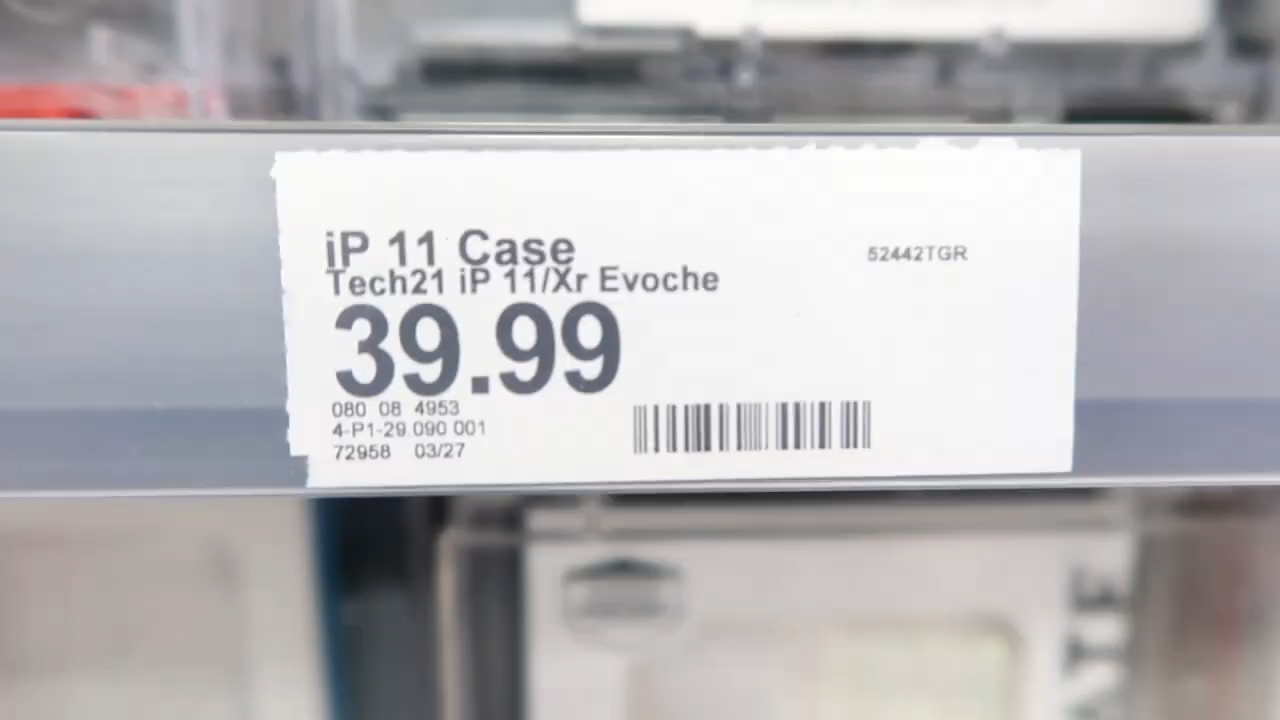 iP 11 Case
52442TGR
Tech21 iP 11/Xr Evoche
39.99
080 08 4953
4-P1-29.090 001
72958 03/27